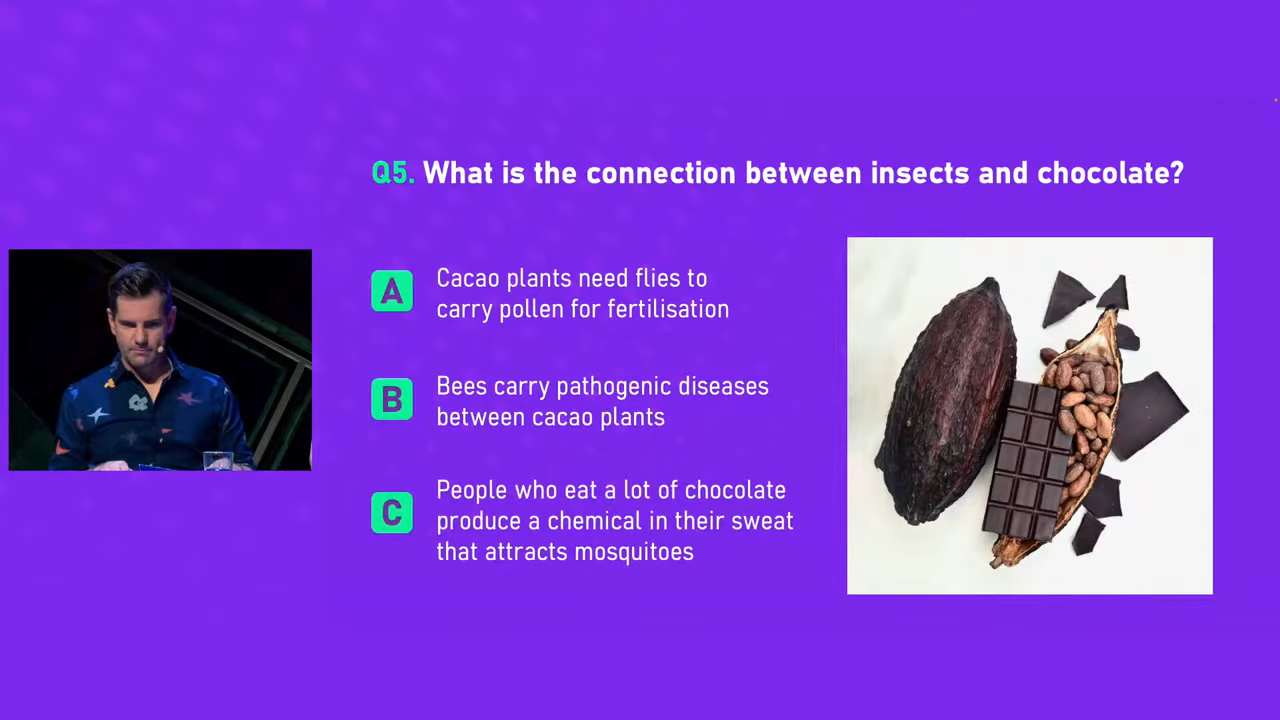 Q5. What is the connection between insects and chocolate?
A
Cacao plants need flies to
carry pollen for fertilisation
B
Bees carry pathogenic diseases
between cacao plants
C
People who eat a lot of chocolate
produce a chemical in their sweat
that attracts mosquitoes